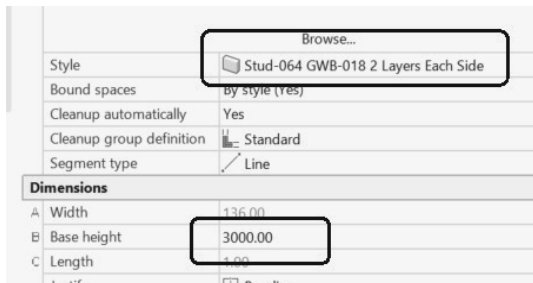 Browse...
Style Stud-064 GWB-018 2 Layers Each Side
Bound spaces By style (Yes)
Cleanup automatically Yes
Cleanup group definition Standard
Segment type Line
Dimensions
A Width 136.00
B Base height 3000.00
C Length 1.00